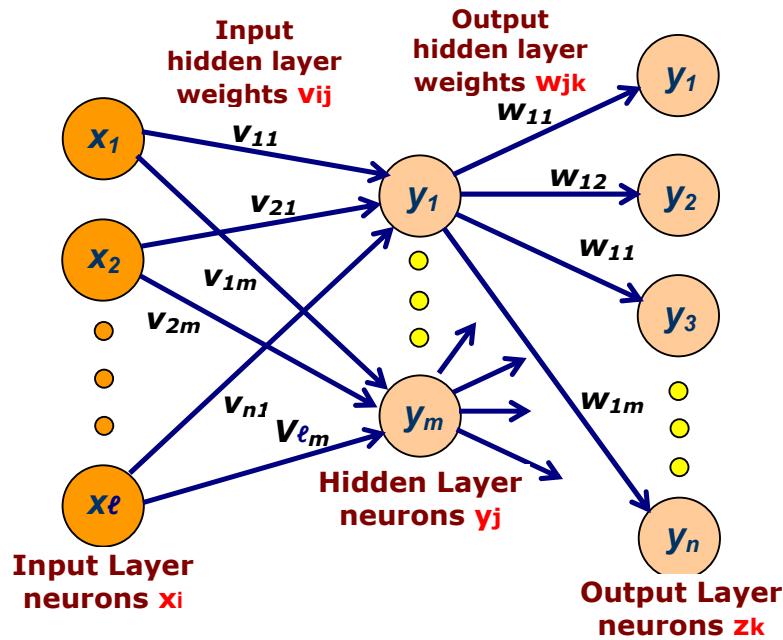 Input
hidden layer
weights vij
Output
hidden layer
weights wjk
x1
x2
xℓ
v11
v21
v1m
v2m
vn1
Vℓm
y1
ym
w11
w12
w11
w1m
y1
y2
y3
yn
Input Layer
neurons xi
Hidden Layer
neurons yj
Output Layer
neurons zk